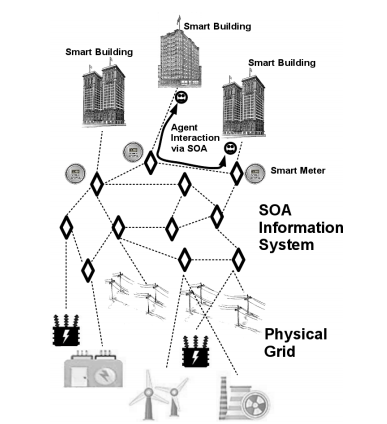 Smart Building
Smart Building
Smart Building
Agent
Interaction
via SOA
Smart Meter
SOA
Information
System
Physical
Grid